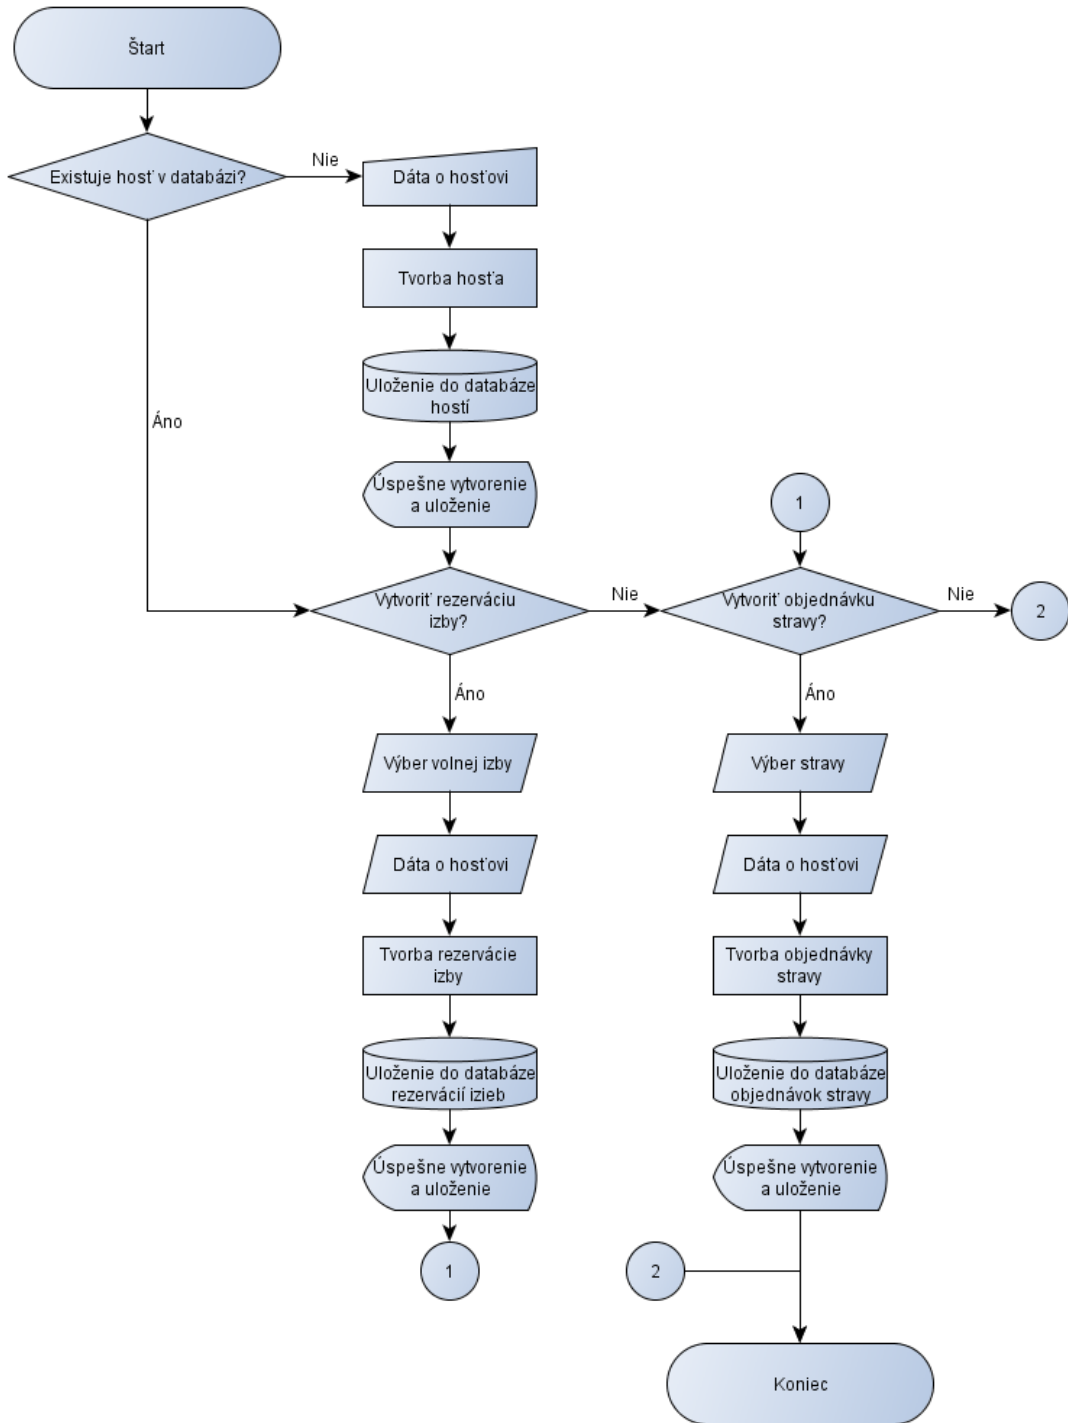 Štart
Existuje hosť v databázi?
Nie
Dáta o hosťovi
Tvorba hosťa
Uloženie do databáze
hostí
Áno
Úspešne vytvorenie
a uloženie
1
Vytvoriť rezerváciu
izby?
Nie
Vytvoriť objednávku
stravy?
Nie
2
Áno
Áno
Výber volnej izby
Výber stravy
Dáta o hosťovi
Dáta o hosťovi
Tvorba rezervácie
izby
Tvorba objednávky
stravy
Uloženie do databáze
rezervácií izieb
Uloženie do databáze
objednávok stravy
Úspešne vytvorenie
a uloženie
Úspešne vytvorenie
a uloženie
1
2
Koniec